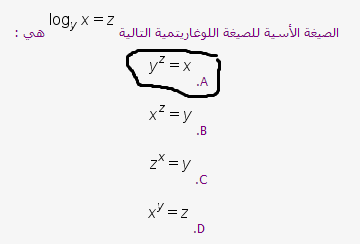 الصيغة الأسية للصيغة اللوغاريتمية التالية log_y x = z هي :
y^z = x
.A
x^z = y
.B
z^x = y
.C
x^y = z
.D